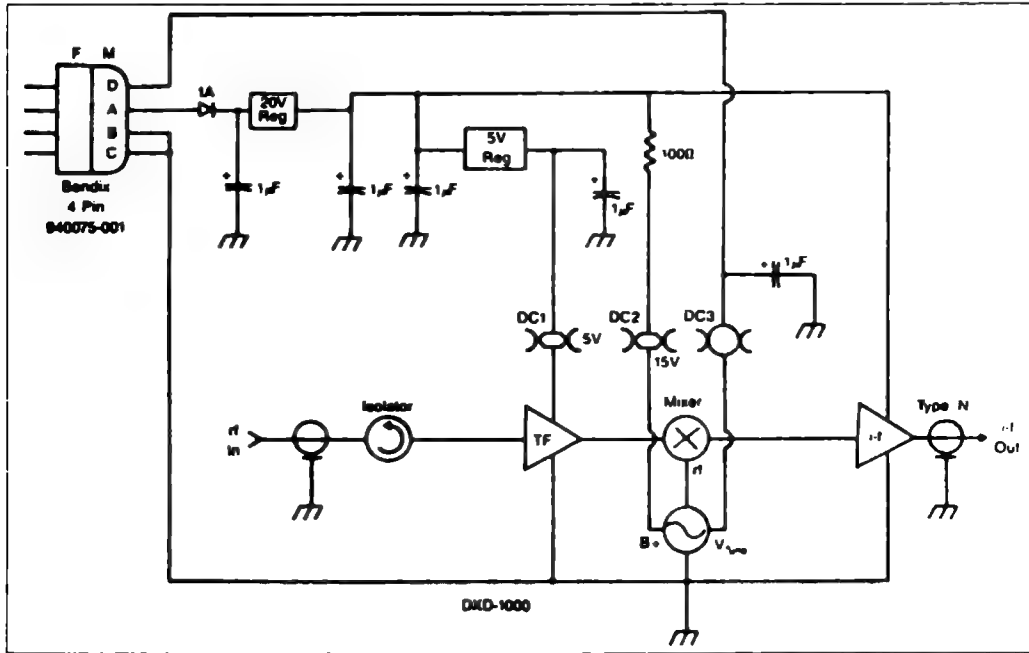 F M
D
A
B
C
Bendix
4 Pin
940075-001
1A
20V
Reg
1µF
1µF
1µF
5V
Reg
1µF
100Ω
1µF
DC1
5V
DC2
15V
DC3
rf
In
Isolator
TF
Mixer
rf
B+
V
i-f
Type N
i-f
Out
DXD-1000